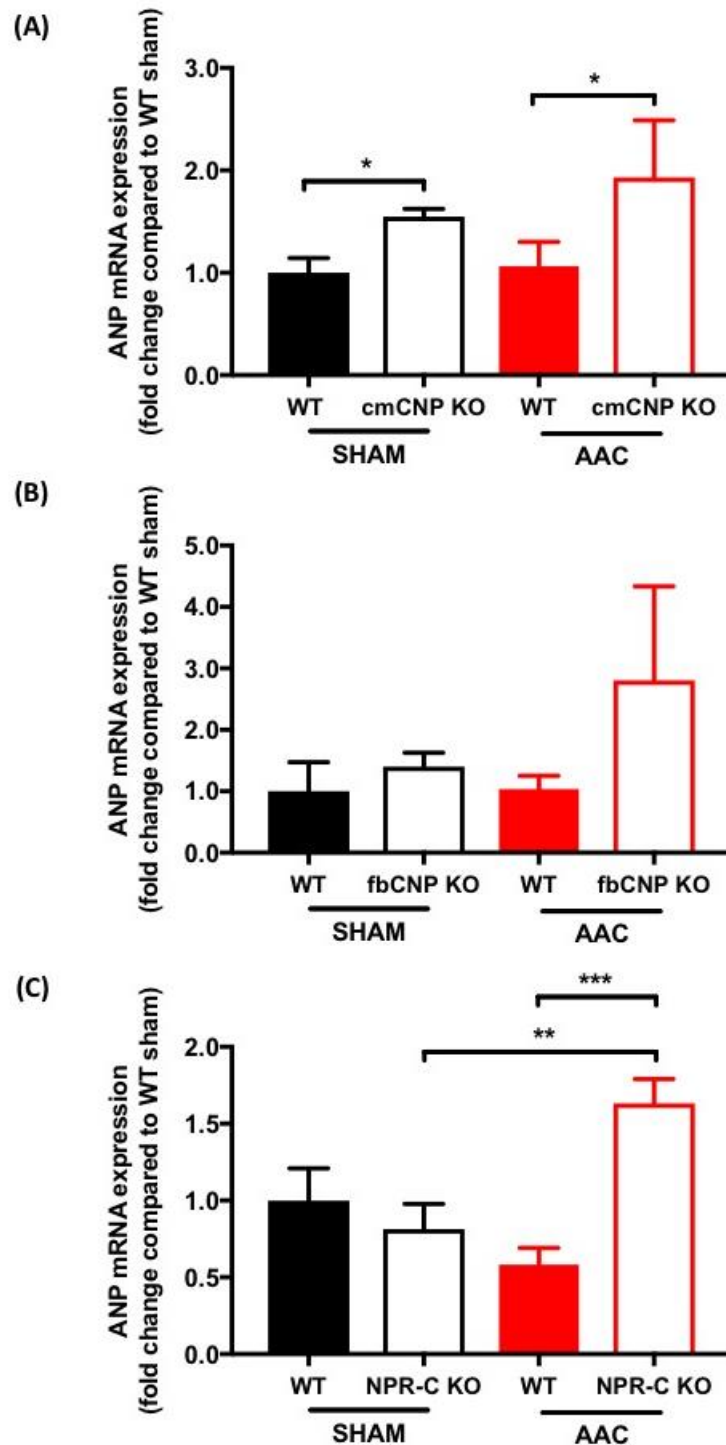 (A)
ANP mRNA expression
(fold change compared to WT sham)
3.0
2.0
1.0
0.0
*
*
WT cmCNP KO WT cmCNP KO
SHAM AAC
(B)
ANP mRNA expression
(fold change compared to WT sham)
5.0
4.0
3.0
2.0
1.0
0.0
WT fbCNP KO WT fbCNP KO
SHAM AAC
(C)
ANP mRNA expression
(fold change compared to WT sham)
2.0
1.5
1.0
0.5
0.0
***
**
WT NPR-C KO WT NPR-C KO
SHAM AAC